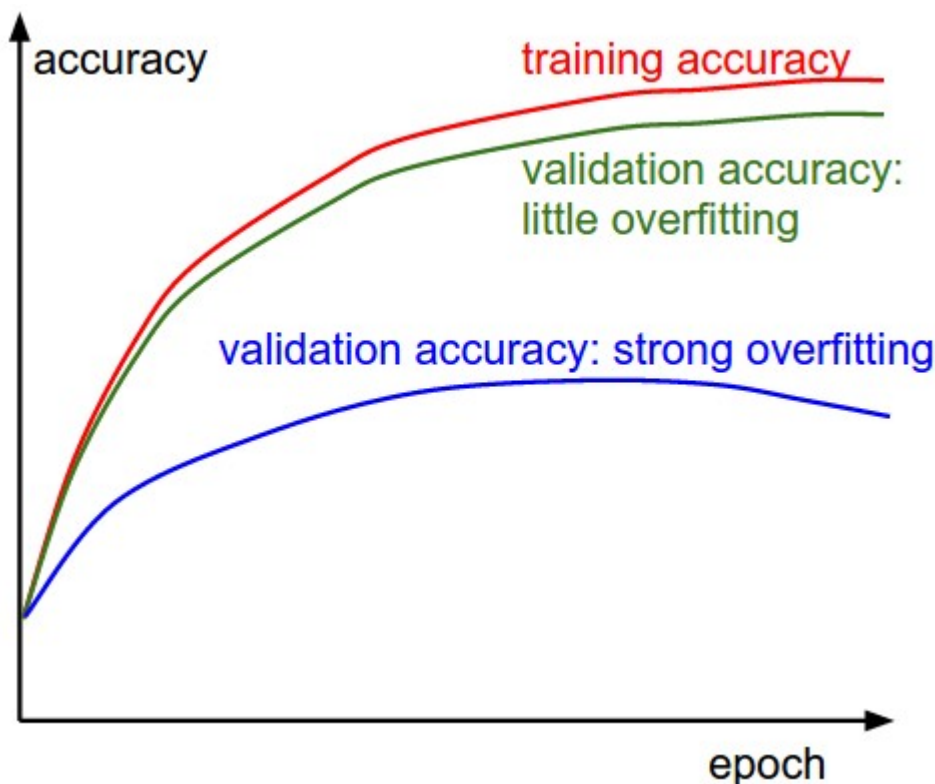 accuracy
training accuracy
validation accuracy:
little overfitting
validation accuracy: strong overfitting
epoch